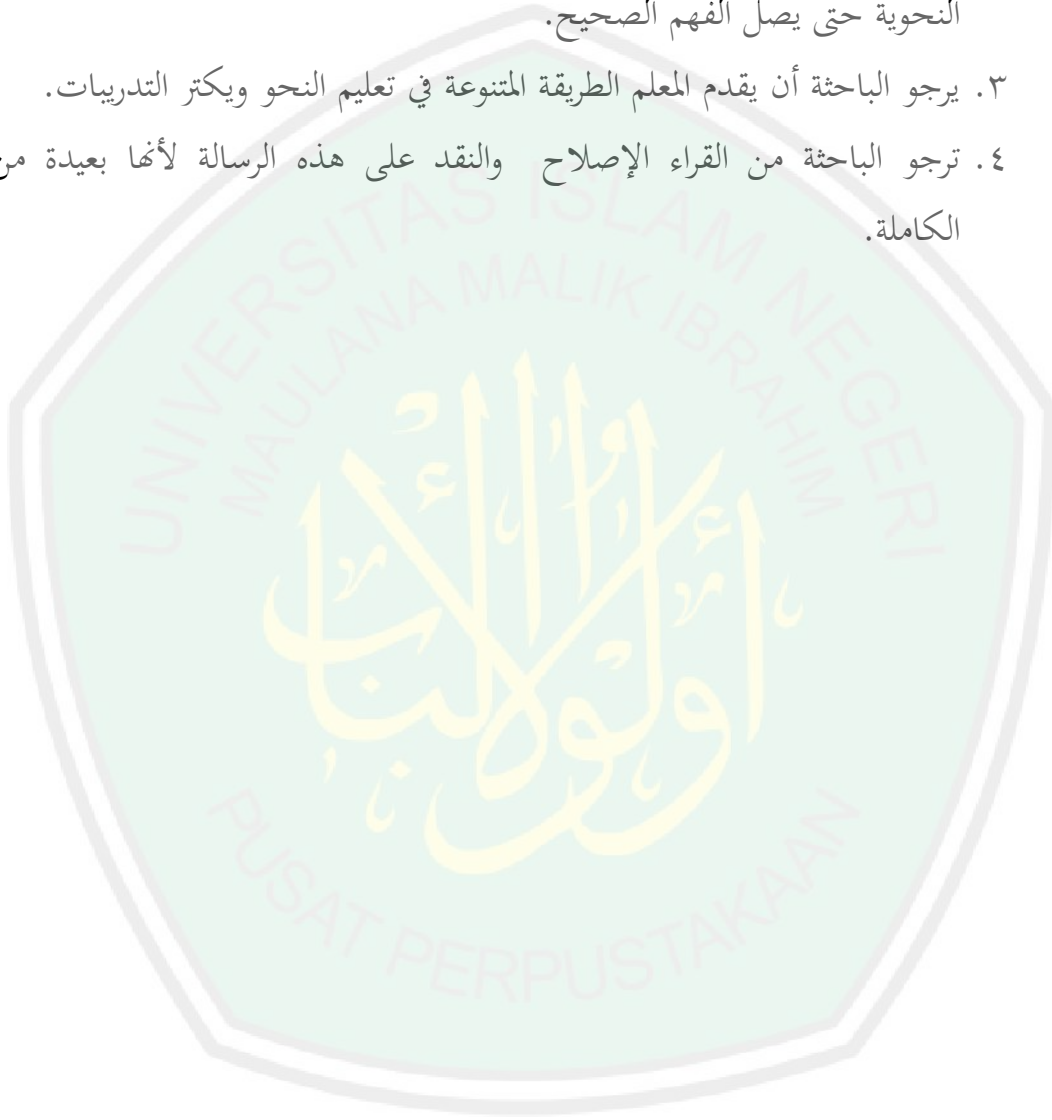 النحوية حتى يصل الفهم الصحيح.
٣. يرجو الباحثة أن يقدم المعلم الطريقة المتنوعة في تعليم النحو ويكتر التدريبات.
٤. ترجو الباحثة من القراء الإصلاح والنقد على هذه الرسالة لأنها بعيدة من
الكاملة.
UNIVERSITAS ISLAM NEGERI
MAULANA MALIK IBRAHIM
أولوا الألباب
PUSAT PERPUSTAKAAN